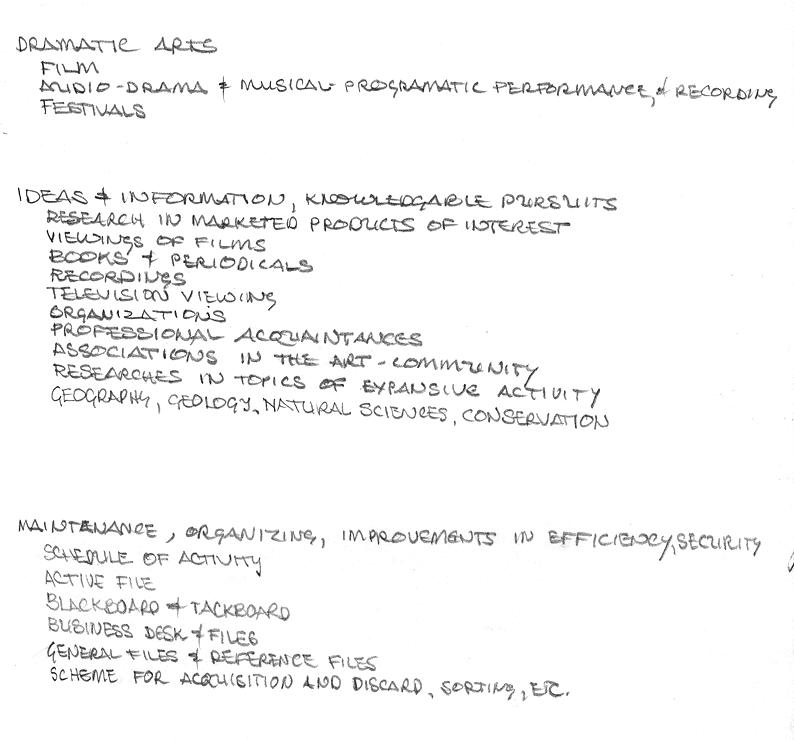 DRAMATIC ARTS
FILM
AUDIO-DRAMA & MUSICAL-PROGRAMATIC PERFORMANCE, & RECORDING
FESTIVALS
IDEAS & INFORMATION, KNOWLEDGABLE PURSUITS
RESEARCH IN MARKETED PRODUCTS OF INTEREST
VIEWINGS OF FILMS
BOOKS & PERIODICALS
RECORDINGS
TELEVISION VIEWING
ORGANIZATIONS
PROFESSIONAL ACQUAINTANCES
ASSOCIATIONS IN THE ART-COMMUNITY
RESEARCHES IN TOPICS OF EXPANSIVE ACTIVITY
GEOGRAPHY, GEOLOGY, NATURAL SCIENCES, CONSERVATION
MAINTENANCE, ORGANIZING, IMPROVEMENTS IN EFFICIENCY, SECURITY
SCHEDULE OF ACTIVITY
ACTIVE FILE
BLACKBOARD & TACKBOARD
BUSINESS DESK & FILES
GENERAL FILES & REFERENCE FILES
SCHEME FOR ACQUISITION AND DISCARD, SORTING, ETC.